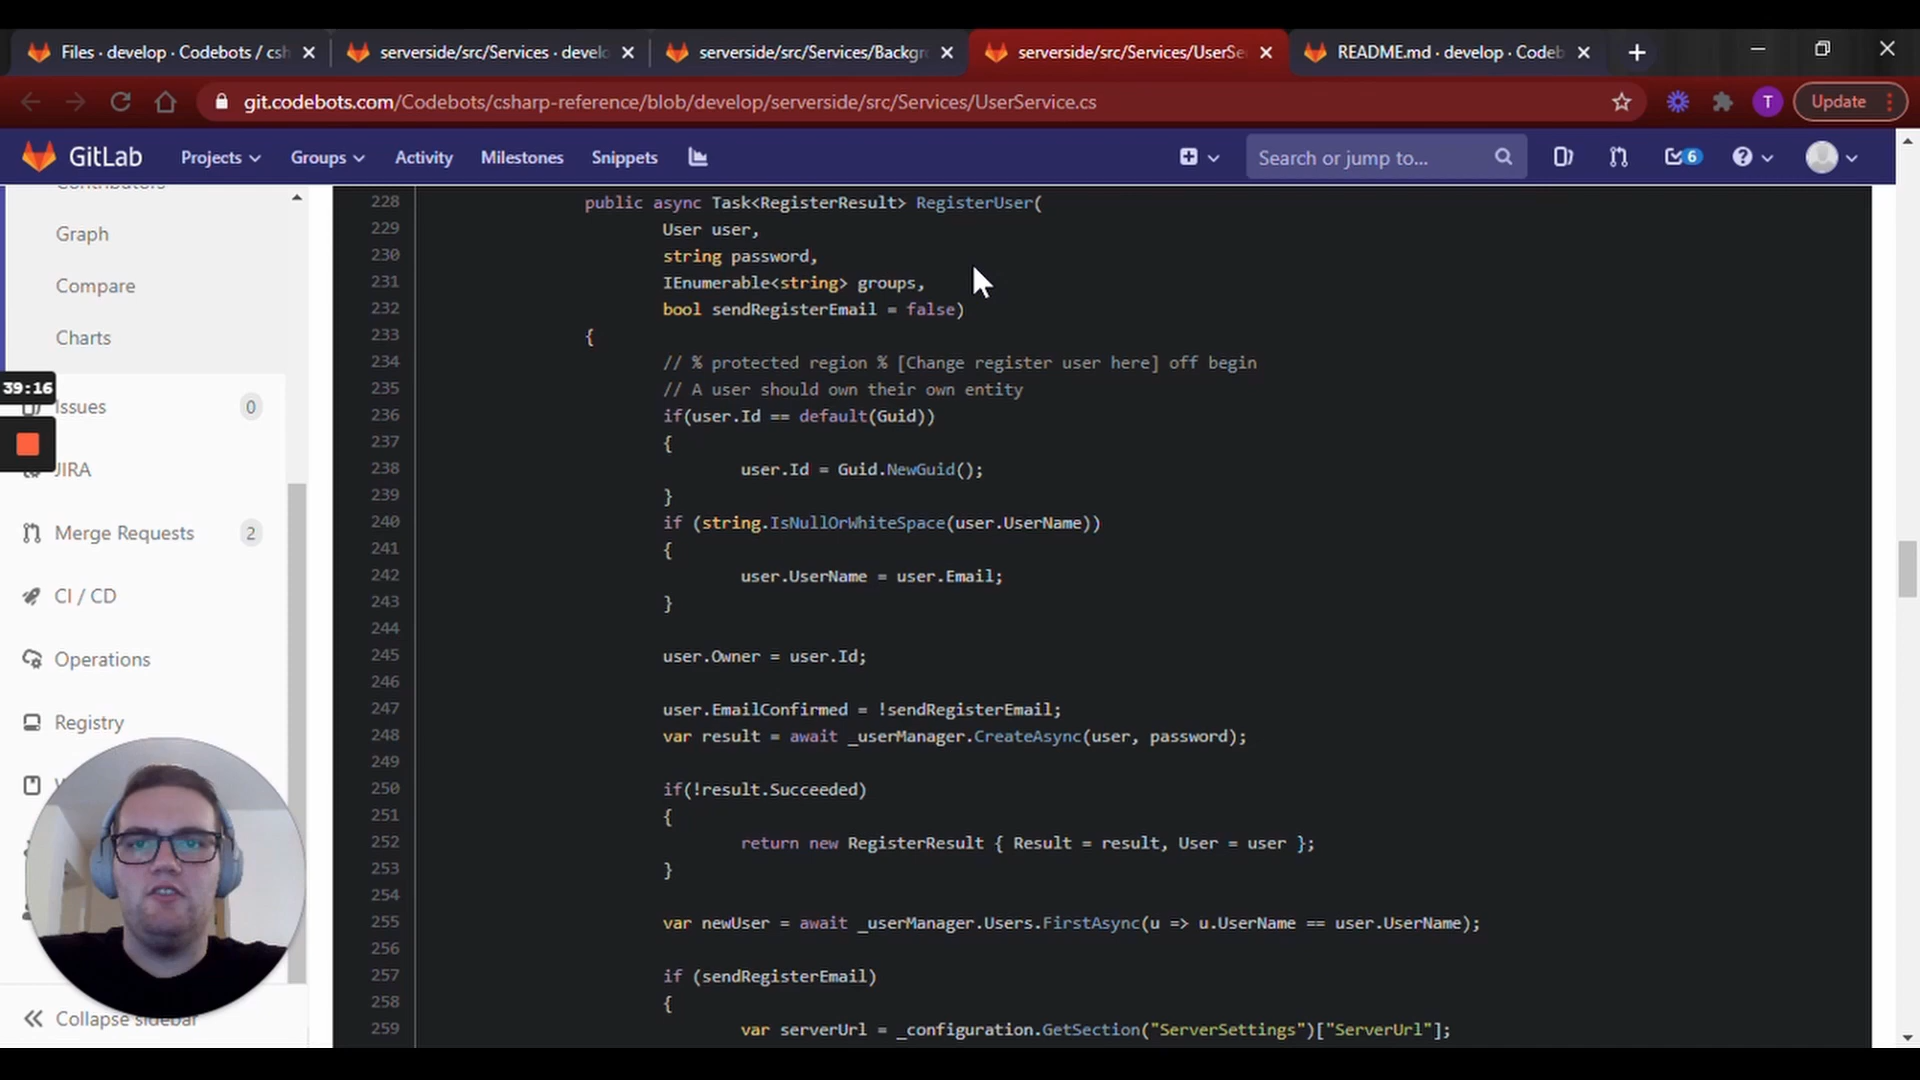 Files · develop · Codebots / csh
serverside/src/Services · develo
serverside/src/Services/Backgr
serverside/src/Services/UserSe
README.md · develop · Codeb
git.codebots.com/Codebots/csharp-reference/blob/develop/serverside/src/Services/UserService.cs
T
Update
GitLab
Projects
Groups
Activity
Milestones
Snippets
Search or jump to...
6
Contributors
Graph
Compare
Charts
39:16
Issues 0
JIRA
Merge Requests 2
CI / CD
Operations
Registry
W
Collapse sidebar
228 public async Task<RegisterResult> RegisterUser(
229 User user,
230 string password,
231 IEnumerable<string> groups,
232 bool sendRegisterEmail = false)
233 {
234 // % protected region % [Change register user here] off begin
235 // A user should own their own entity
236 if(user.Id == default(Guid))
237 {
238 user.Id = Guid.NewGuid();
239 }
240 if (string.IsNullOrWhiteSpace(user.UserName))
241 {
242 user.UserName = user.Email;
243 }
244
245 user.Owner = user.Id;
246
247 user.EmailConfirmed = !sendRegisterEmail;
248 var result = await _userManager.CreateAsync(user, password);
249
250 if(!result.Succeeded)
251 {
252 return new RegisterResult { Result = result, User = user };
253 }
254
255 var newUser = await _userManager.Users.FirstAsync(u => u.UserName == user.UserName);
256
257 if (sendRegisterEmail)
258 {
259 var serverUrl = _configuration.GetSection("ServerSettings")["ServerUrl"];